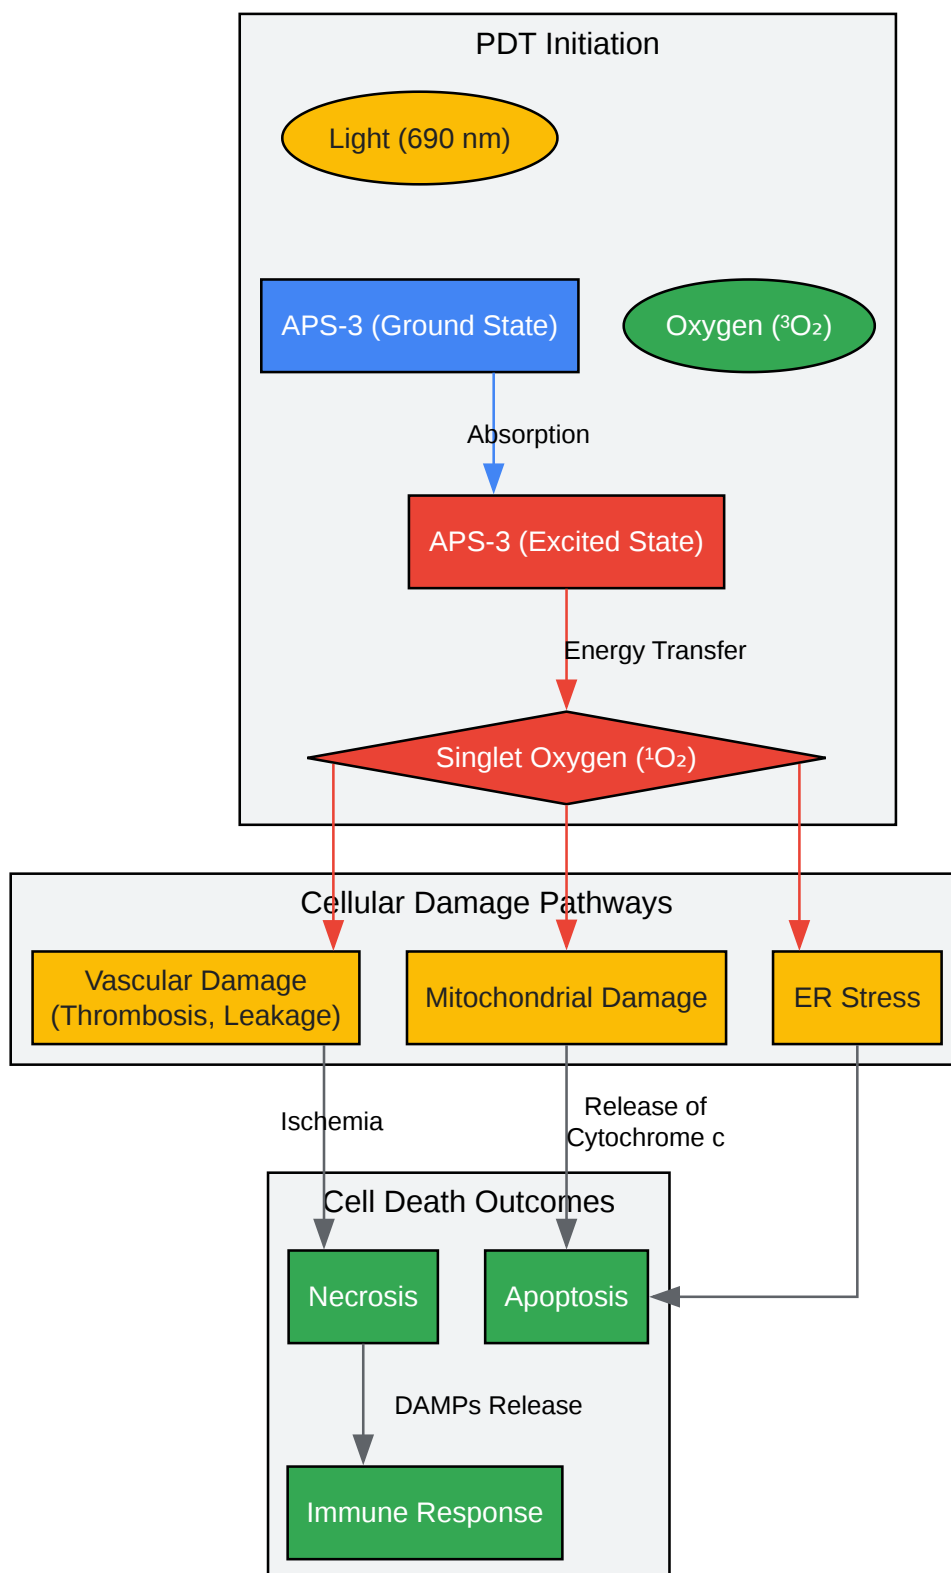 PDT Initiation
Light (690 nm)
APS-3 (Ground State)
Oxygen (³O₂)
Absorption
APS-3 (Excited State)
Energy Transfer
Singlet Oxygen (¹O₂)
Cellular Damage Pathways
Vascular Damage
(Thrombosis, Leakage)
Mitochondrial Damage
ER Stress
Ischemia
Release of
Cytochrome c
Cell Death Outcomes
Necrosis
Apoptosis
DAMPs Release
Immune Response